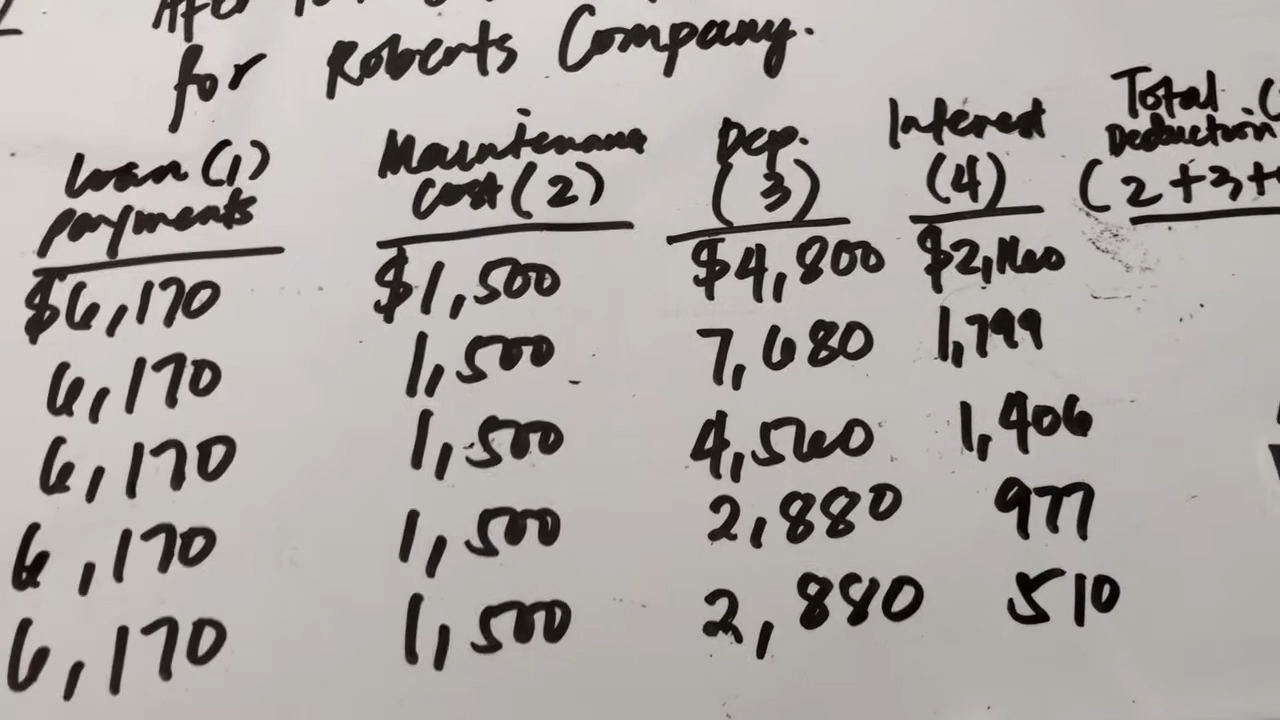 for Roberts Company.
Loan (1) payments Maintenance cost (2) Dep. (3) Interest (4) Total Deduction (2+3+
$6,170 $1,500 $4,800 $2,160
6,170 1,500 7,680 1,799
6,170 1,500 4,560 1,406
6,170 1,500 2,880 977
6,170 1,500 2,880 510